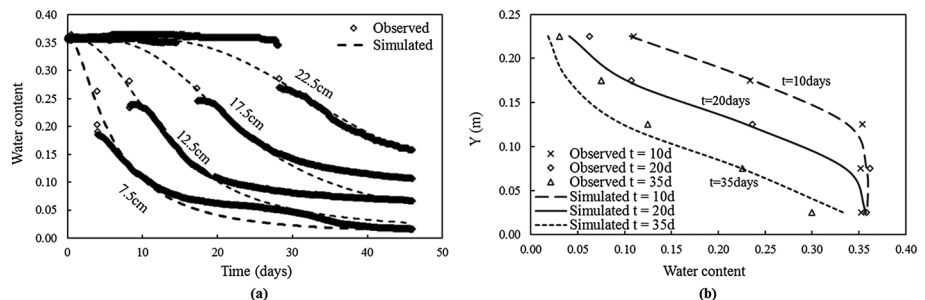 0.40
0.35
0.30
0.25
0.20
0.15
0.10
0.05
0.00
Water content
0 10 20 30 40 50
Time (days)
Observed
Simulated
22.5cm
17.5cm
12.5cm
7.5cm
(a)
0.25
0.20
0.15
0.10
0.05
0.00
Y (m)
0.00 0.05 0.10 0.15 0.20 0.25 0.30 0.35 0.40
Water content
t=10days
t=20days
t=35days
Observed t = 10d
Observed t = 20d
Observed t = 35d
Simulated t = 10d
Simulated t = 20d
Simulated t = 35d
(b)